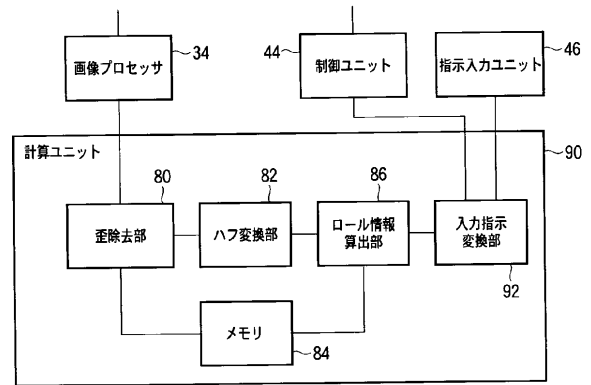 画像プロセッサ
34
44
制御ユニット
指示入力ユニット
46
計算ユニット
90
80
82
86
歪除去部
ハフ変換部
ロール情報
算出部
入力指示
変換部
92
メモリ
84